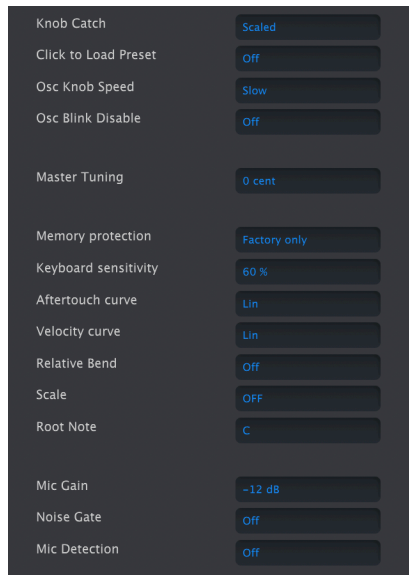 Knob Catch Scaled
Click to Load Preset Off
Osc Knob Speed Slow
Osc Blink Disable Off
Master Tuning 0 cent
Memory protection Factory only
Keyboard sensitivity 60 %
Aftertouch curve Lin
Velocity curve Lin
Relative Bend Off
Scale OFF
Root Note C
Mic Gain -12 dB
Noise Gate Off
Mic Detection Off